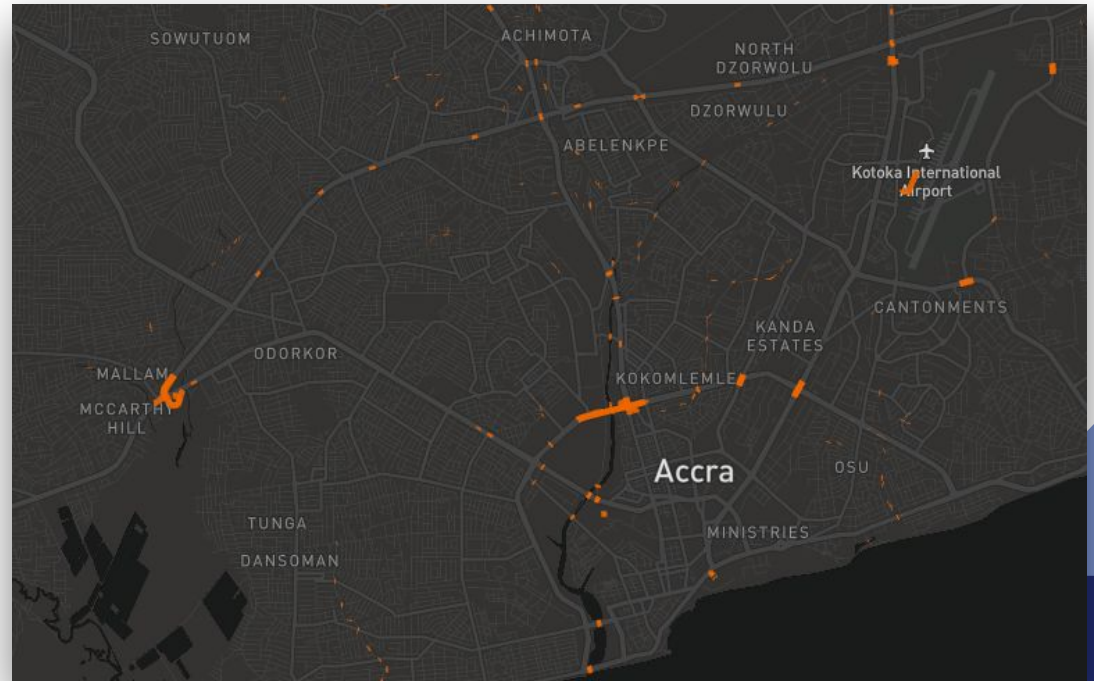 SOWUTUOM
ACHIMOTA
NORTH
DZORWOLU
DZORWULU
ABELENKPE
Kotoka International
Airport
CANTONMENTS
KANDA
ESTATES
ODORKOR
MALLAM
KOKOMLEMLE
MCCARTHY
HILL
Accra
OSU
TUNGA
MINISTRIES
DANSOMAN